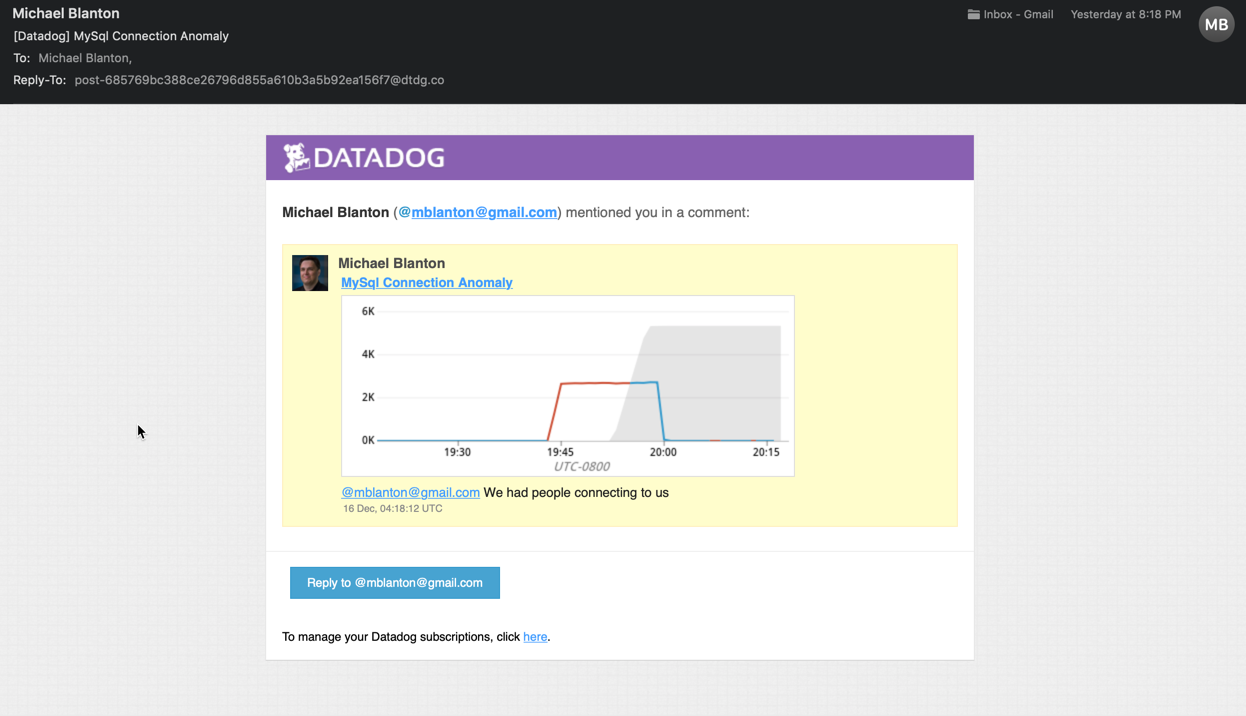 Michael Blanton
Inbox - Gmail Yesterday at 8:18 PM
MB
[Datadog] MySql Connection Anomaly
To: Michael Blanton,
Reply-To: post-685769bc388ce26796d855a610b3a5b92ea156f7@dtdg.co
DATADOG
Michael Blanton (@mblanton@gmail.com) mentioned you in a comment:
Michael Blanton
MySql Connection Anomaly
6K
4K
2K
0K
19:30 19:45 20:00 20:15
UTC-0800
@mblanton@gmail.com We had people connecting to us
16 Dec, 04:18:12 UTC
Reply to @mblanton@gmail.com
To manage your Datadog subscriptions, click here.